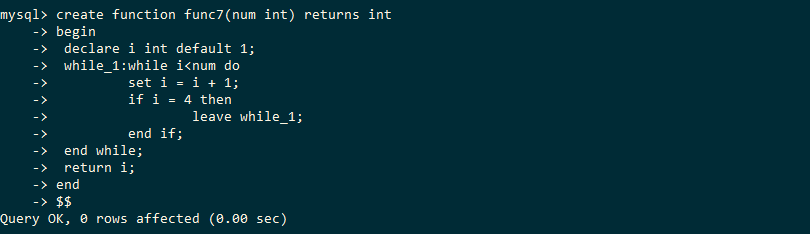 mysql> create function func7(num int) returns int
    -> begin
    ->  declare i int default 1;
    ->  while_1:while i<num do
    ->          set i = i + 1;
    ->          if i = 4 then
    ->                  leave while_1;
    ->          end if;
    ->  end while;
    ->  return i;
    -> end
    -> $$
Query OK, 0 rows affected (0.00 sec)